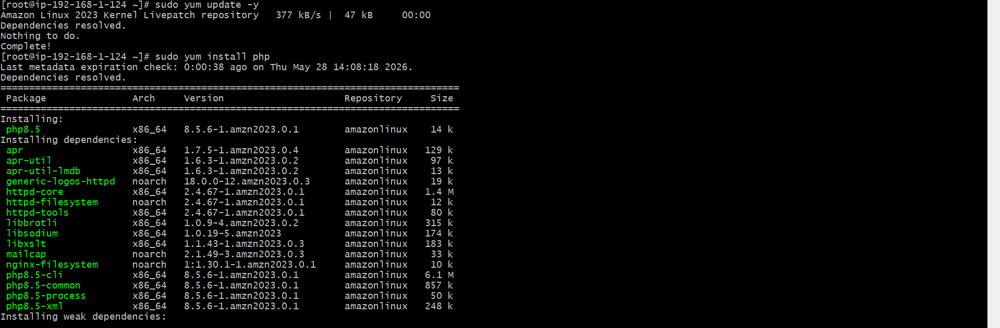 [root@ip-192-168-1-124 ~]# sudo yum update -y
Amazon Linux 2023 Kernel Livepatch repository   377 kB/s |  47 kB     00:00
Dependencies resolved.
Nothing to do.
Complete!
[root@ip-192-168-1-124 ~]# sudo yum install php
Last metadata expiration check: 0:00:38 ago on Thu May 28 14:08:18 2026.
Dependencies resolved.
================================================================================
 Package               Arch     Version                     Repository     Size
================================================================================
Installing:
 php8.5                x86_64   8.5.6-1.amzn2023.0.1        amazonlinux    14 k
Installing dependencies:
 apr                   x86_64   1.7.5-1.amzn2023.0.4        amazonlinux   129 k
 apr-util              x86_64   1.6.3-1.amzn2023.0.2        amazonlinux    97 k
 apr-util-lmdb         x86_64   1.6.3-1.amzn2023.0.2        amazonlinux    13 k
 generic-logos-httpd   noarch   18.0.0-12.amzn2023.0.3      amazonlinux    19 k
 httpd-core            x86_64   2.4.67-1.amzn2023.0.1       amazonlinux   1.4 M
 httpd-filesystem      noarch   2.4.67-1.amzn2023.0.1       amazonlinux    12 k
 httpd-tools           x86_64   2.4.67-1.amzn2023.0.1       amazonlinux    80 k
 libbrotli             x86_64   1.0.9-4.amzn2023.0.2        amazonlinux   315 k
 libsodium             x86_64   1.0.19-5.amzn2023           amazonlinux   174 k
 libxslt               x86_64   1.1.43-1.amzn2023.0.3       amazonlinux   183 k
 mailcap               noarch   2.1.49-3.amzn2023.0.3       amazonlinux    33 k
 nginx-filesystem      noarch   1:1.30.1-1.amzn2023.0.1     amazonlinux    10 k
 php8.5-cli            x86_64   8.5.6-1.amzn2023.0.1        amazonlinux   6.1 M
 php8.5-common         x86_64   8.5.6-1.amzn2023.0.1        amazonlinux   857 k
 php8.5-process        x86_64   8.5.6-1.amzn2023.0.1        amazonlinux    50 k
 php8.5-xml            x86_64   8.5.6-1.amzn2023.0.1        amazonlinux   248 k
Installing weak dependencies: